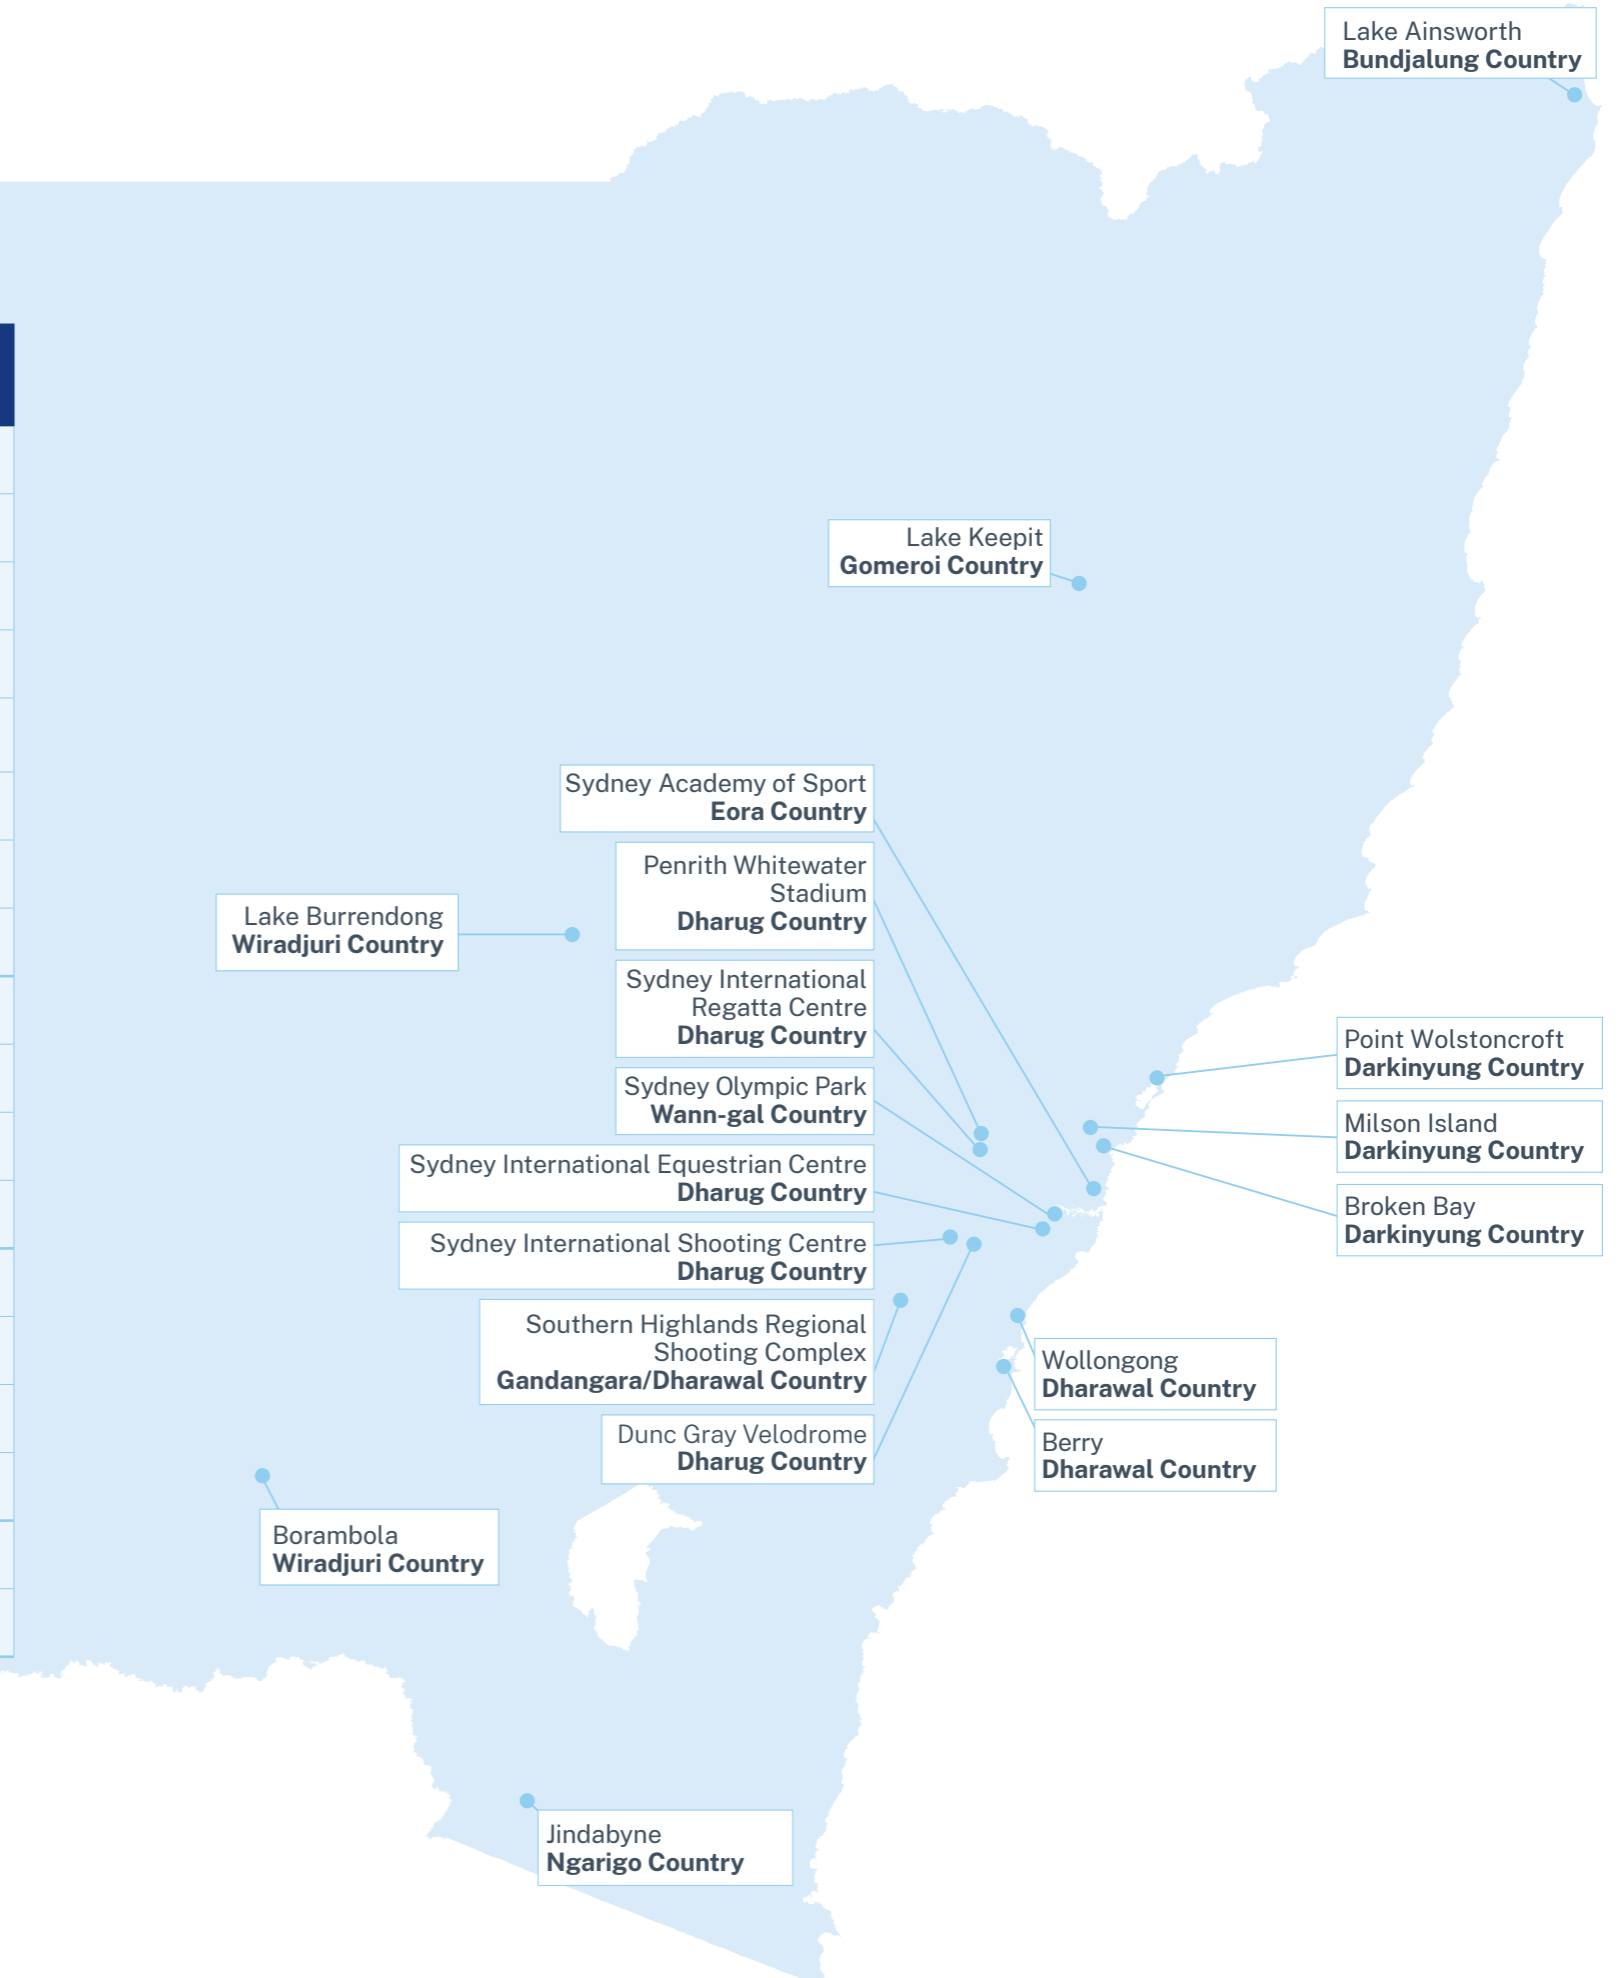 Lake Ainsworth
Bundjalung Country
Lake Keepit
Gomeroi Country
Sydney Academy of Sport
Eora Country
Penrith Whitewater
Stadium
Dharug Country
Lake Burrendong
Wiradjuri Country
Sydney International
Regatta Centre
Dharug Country
Sydney Olympic Park
Wann-gal Country
Sydney International Equestrian Centre
Dharug Country
Sydney International Shooting Centre
Dharug Country
Southern Highlands Regional
Shooting Complex
Gandangara/Dharawal Country
Dunc Gray Velodrome
Dharug Country
Point Wolstoncroft
Darkinyung Country
Milson Island
Darkinyung Country
Broken Bay
Darkinyung Country
Wollongong
Dharawal Country
Berry
Dharawal Country
Borambola
Wiradjuri Country
Jindabyne
Ngarigo Country